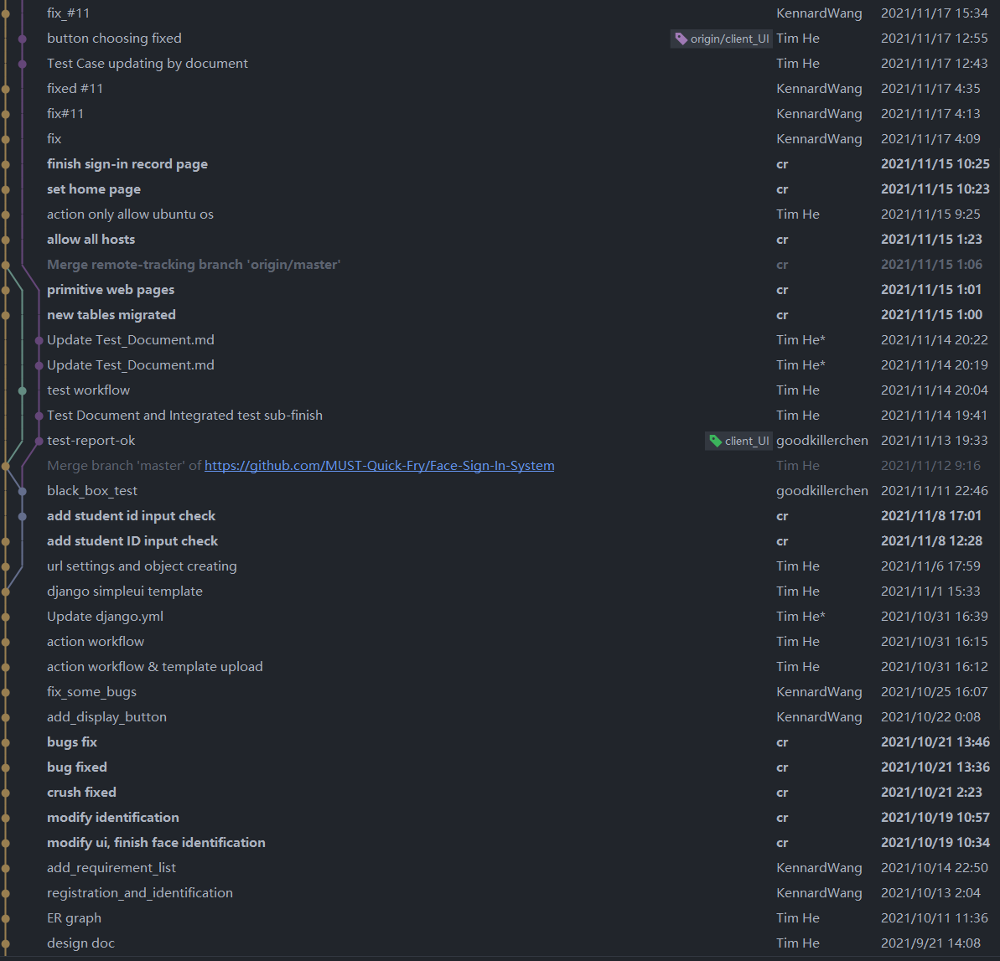 fix_#11 KennardWang 2021/11/17 15:34
button choosing fixed origin/client_UI Tim He 2021/11/17 12:55
Test Case updating by document Tim He 2021/11/17 12:43
fixed #11 KennardWang 2021/11/17 4:35
fix#11 KennardWang 2021/11/17 4:13
fix KennardWang 2021/11/17 4:09
finish sign-in record page cr 2021/11/15 10:25
set home page cr 2021/11/15 10:23
action only allow ubuntu os Tim He 2021/11/15 9:25
allow all hosts cr 2021/11/15 1:23
Merge remote-tracking branch 'origin/master' cr 2021/11/15 1:06
primitive web pages cr 2021/11/15 1:01
new tables migrated cr 2021/11/15 1:00
Update Test_Document.md Tim He* 2021/11/14 20:22
Update Test_Document.md Tim He* 2021/11/14 20:19
test workflow Tim He 2021/11/14 20:04
Test Document and Integrated test sub-finish Tim He 2021/11/14 19:41
test-report-ok client_UI goodkillerchen 2021/11/13 19:33
Merge branch 'master' of https://github.com/MUST-Quick-Fry/Face-Sign-In-System Tim He 2021/11/12 9:16
black_box_test goodkillerchen 2021/11/11 22:46
add student id input check cr 2021/11/8 17:01
add student ID input check cr 2021/11/8 12:28
url settings and object creating Tim He 2021/11/6 17:59
django simpleui template Tim He 2021/11/1 15:33
Update django.yml Tim He* 2021/10/31 16:39
action workflow Tim He 2021/10/31 16:15
action workflow & template upload Tim He 2021/10/31 16:12
fix_some_bugs KennardWang 2021/10/25 16:07
add_display_button KennardWang 2021/10/22 0:08
bugs fix cr 2021/10/21 13:46
bug fixed cr 2021/10/21 13:36
crush fixed cr 2021/10/21 2:23
modify identification cr 2021/10/19 10:57
modify ui, finish face identification cr 2021/10/19 10:34
add_requirement_list KennardWang 2021/10/14 22:50
registration_and_identification KennardWang 2021/10/13 2:04
ER graph Tim He 2021/10/11 11:36
design doc Tim He 2021/9/21 14:08